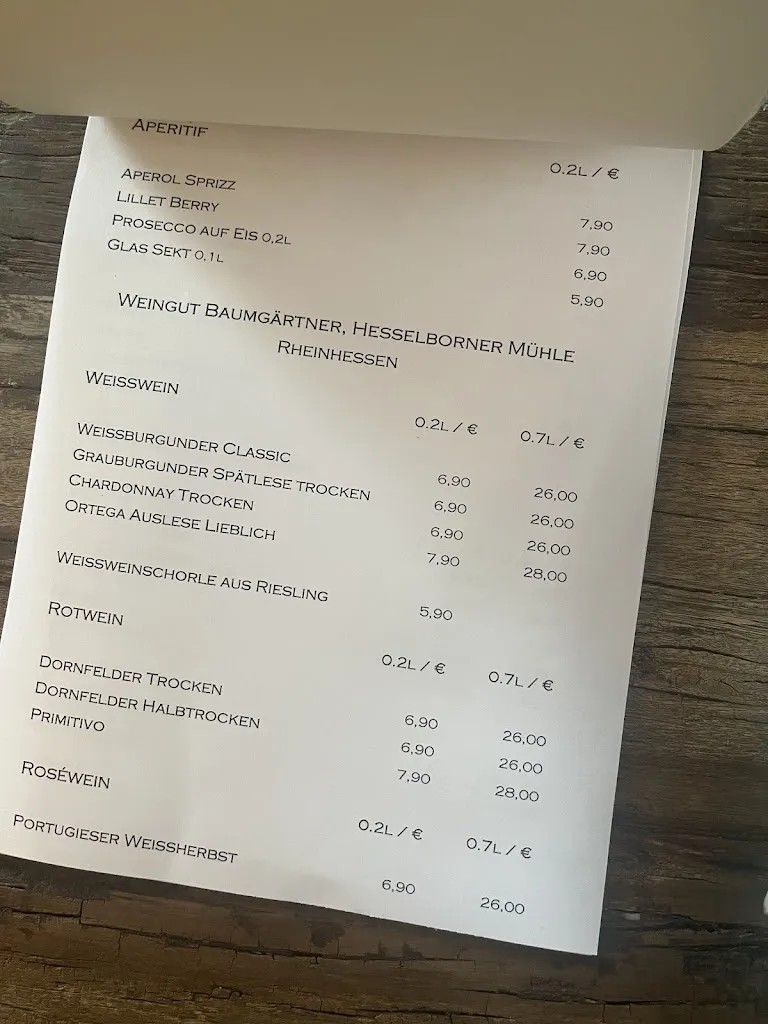 APERITIF
0.2L / €
APEROL SPRIZZ 7,90
LILLET BERRY 7,90
PROSECCO AUF EIS 0,2L 6,90
GLAS SEKT 0,1L 5,90
WEINGUT BAUMGÄRTNER, HESSELBORNER MÜHLE
RHEINHESSEN
WEISSWEIN
0.2L / € 0.7L / €
WEISSBURGUNDER CLASSIC 6,90 26,00
GRAUBURGUNDER SPÄTLESE TROCKEN 6,90 26,00
CHARDONNAY TROCKEN 6,90 26,00
ORTEGA AUSLESE LIEBLICH 7,90 28,00
WEISSWEINSCHORLE AUS RIESLING 5,90
ROTWEIN
0.2L / € 0.7L / €
DORNFELDER TROCKEN 6,90 26,00
DORNFELDER HALBTROCKEN 6,90 26,00
PRIMITIVO 7,90 28,00
ROSÉWEIN
0.2L / € 0.7L / €
PORTUGIESER WEISSHERBST 6,90 26,00